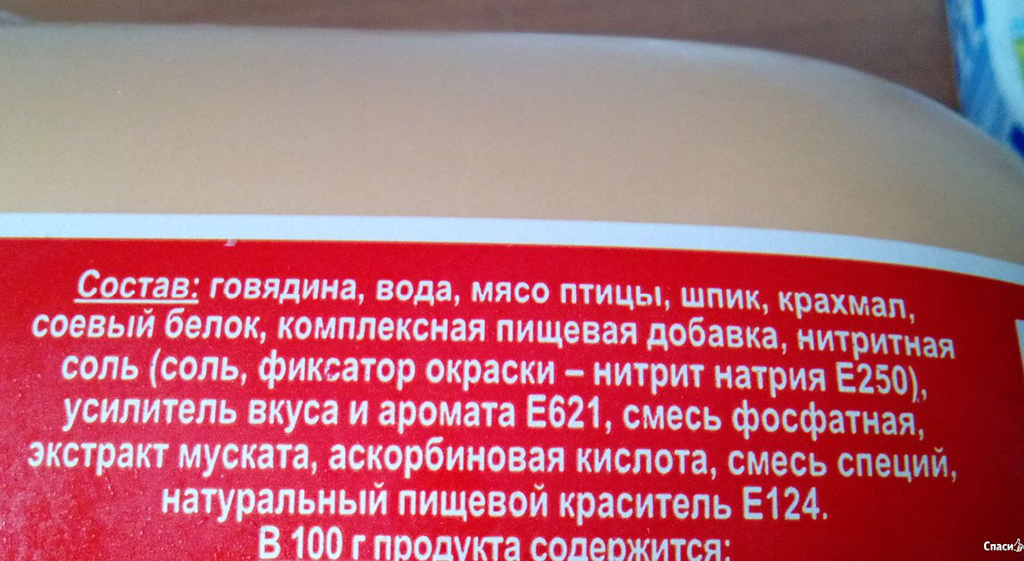 Состав: говядина, вода, мясо птицы, шпик, крахмал,
соевый белок, комплексная пищевая добавка, нитритная
соль (соль, фиксатор окраски – нитрит натрия Е250),
усилитель вкуса и аромата Е621, смесь фосфатная,
экстракт муската, аскорбиновая кислота, смесь специй,
натуральный пищевой краситель Е124.
В 100 г продукта содержится: